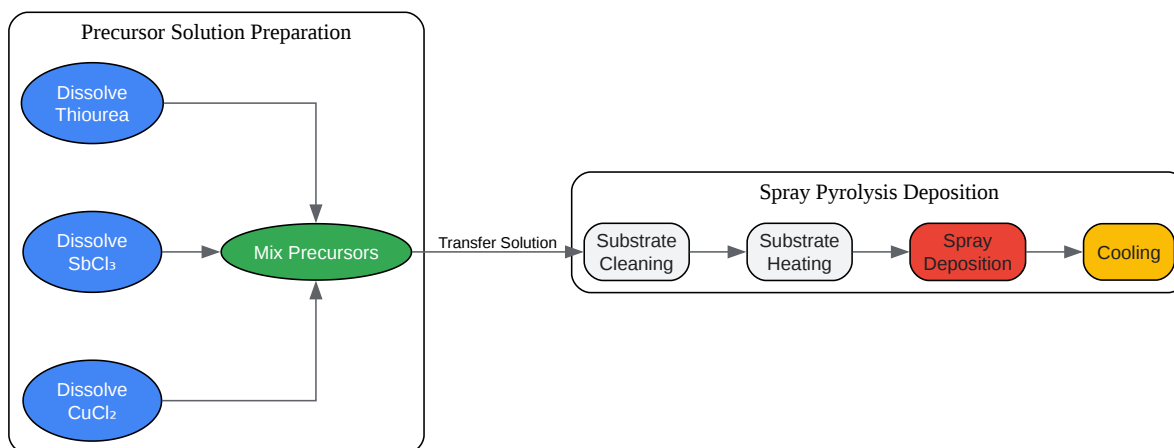 Precursor Solution Preparation
Dissolve
Thiourea
Dissolve
SbCl₃
Mix Precursors
Dissolve
CuCl₂
Transfer Solution
Spray Pyrolysis Deposition
Substrate
Cleaning
Substrate
Heating
Spray
Deposition
Cooling